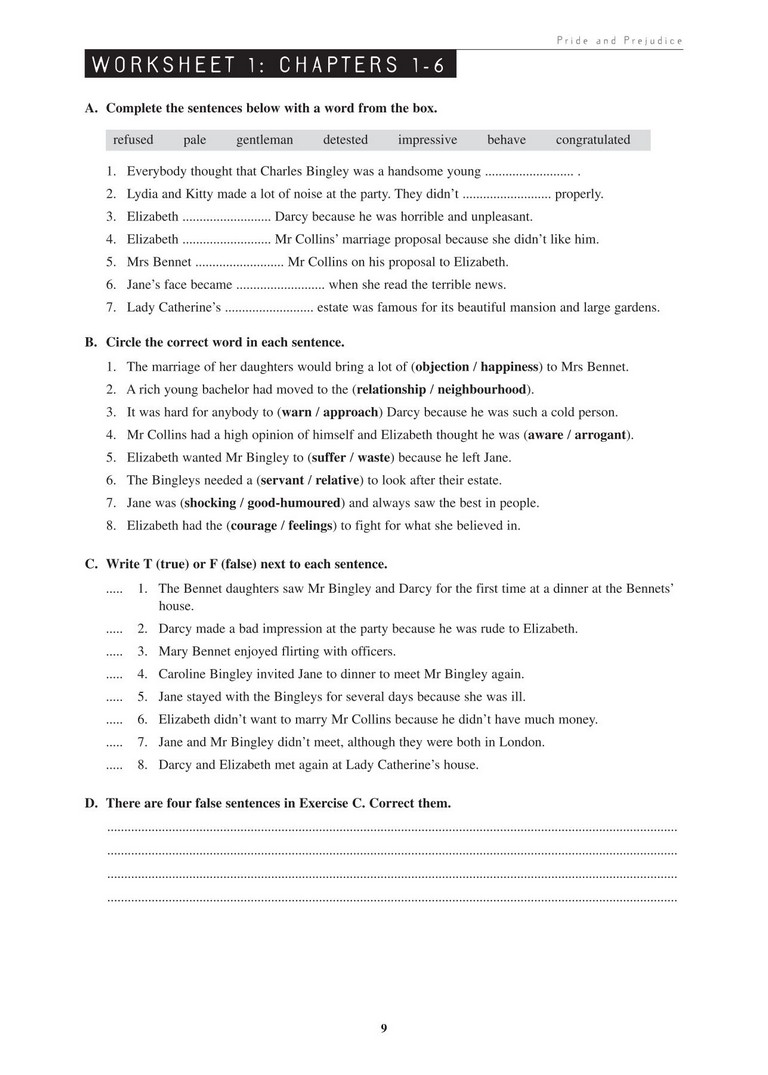 Pride and Prejudice
WORKSHEET 1: CHAPTERS 1-6
A. Complete the sentences below with a word from the box.
refused pale gentleman detested impressive behave congratulated
1. Everybody thought that Charles Bingley was a handsome young .......................... .
2. Lydia and Kitty made a lot of noise at the party. They didn’t .......................... properly.
3. Elizabeth .......................... Darcy because he was horrible and unpleasant.
4. Elizabeth .......................... Mr Collins’ marriage proposal because she didn’t like him.
5. Mrs Bennet .......................... Mr Collins on his proposal to Elizabeth.
6. Jane’s face became .......................... when she read the terrible news.
7. Lady Catherine’s .......................... estate was famous for its beautiful mansion and large gardens.
B. Circle the correct word in each sentence.
1. The marriage of her daughters would bring a lot of (objection / happiness) to Mrs Bennet.
2. A rich young bachelor had moved to the (relationship / neighbourhood).
3. It was hard for anybody to (warn / approach) Darcy because he was such a cold person.
4. Mr Collins had a high opinion of himself and Elizabeth thought he was (aware / arrogant).
5. Elizabeth wanted Mr Bingley to (suffer / waste) because he left Jane.
6. The Bingleys needed a (servant / relative) to look after their estate.
7. Jane was (shocking / good-humoured) and always saw the best in people.
8. Elizabeth had the (courage / feelings) to fight for what she believed in.
C. Write T (true) or F (false) next to each sentence.
..... 1. The Bennet daughters saw Mr Bingley and Darcy for the first time at a dinner at the Bennets’
house.
..... 2. Darcy made a bad impression at the party because he was rude to Elizabeth.
..... 3. Mary Bennet enjoyed flirting with officers.
..... 4. Caroline Bingley invited Jane to dinner to meet Mr Bingley again.
..... 5. Jane stayed with the Bingleys for several days because she was ill.
..... 6. Elizabeth didn’t want to marry Mr Collins because he didn’t have much money.
..... 7. Jane and Mr Bingley didn’t meet, although they were both in London.
..... 8. Darcy and Elizabeth met again at Lady Catherine’s house.
D. There are four false sentences in Exercise C. Correct them.
9